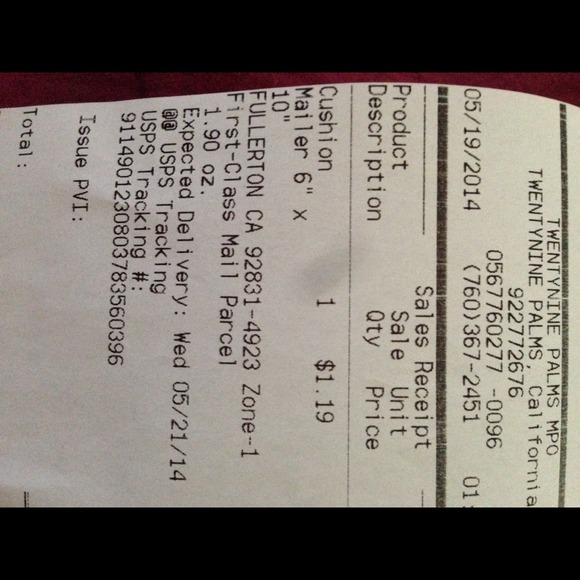 TWENTYNINE PALMS MPO
TWENTYNINE PALMS, California
922772676
0567760277 -0096
05/19/2014 (760)367-2451 01:
Sales Receipt
Product Sale Unit
Description Qty Price
Cushion 1 $1.19
Mailer 6" x
10"
FULLERTON CA 92831-4923 Zone-1
First-Class Mail Parcel
1.90 oz.
Expected Delivery: Wed 05/21/14
@@ USPS Tracking
USPS Tracking #:
9114901230803783560396
Issue PVI:
Total: